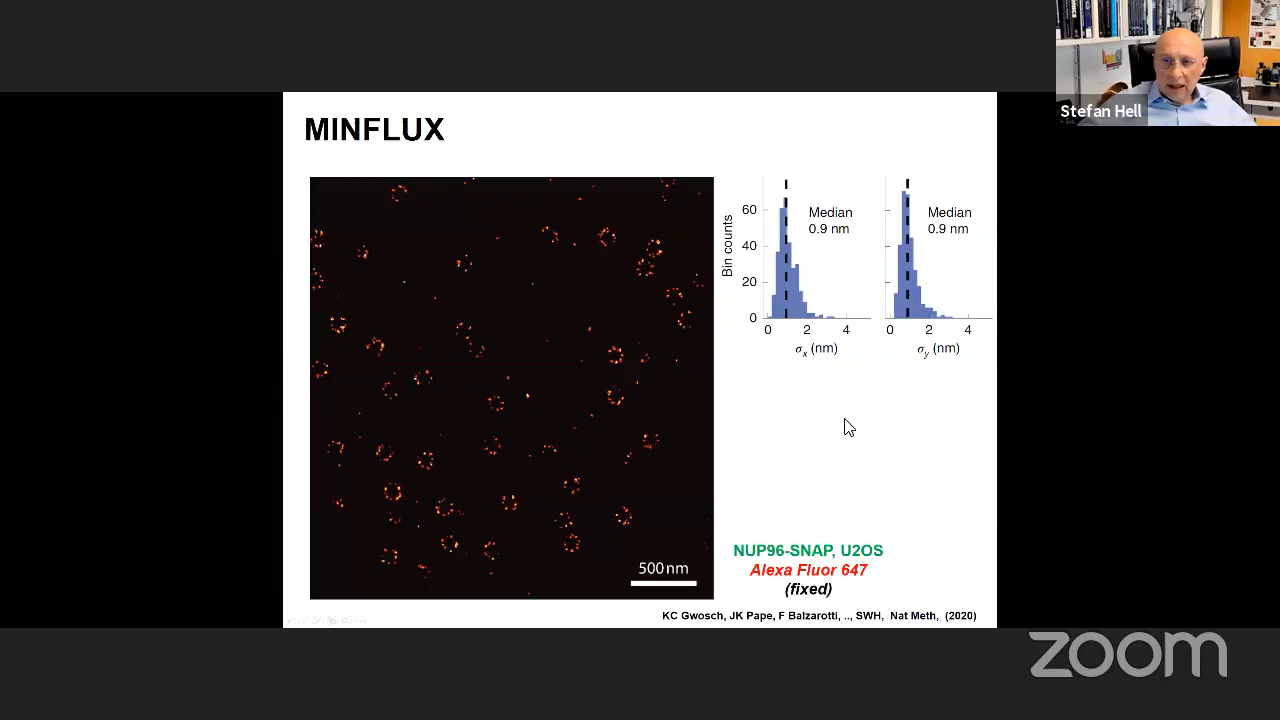 Stefan Hell
MINFLUX
Bin counts
60
40
20
0
Median
0.9 nm
0 2 4
σx (nm)
Median
0.9 nm
0 2 4
σy (nm)
500 nm
NUP96-SNAP, U2OS
Alexa Fluor 647
(fixed)
KC Gwosch, JK Pape, F Balzarotti, .., SWH, Nat Meth, (2020)
zoom